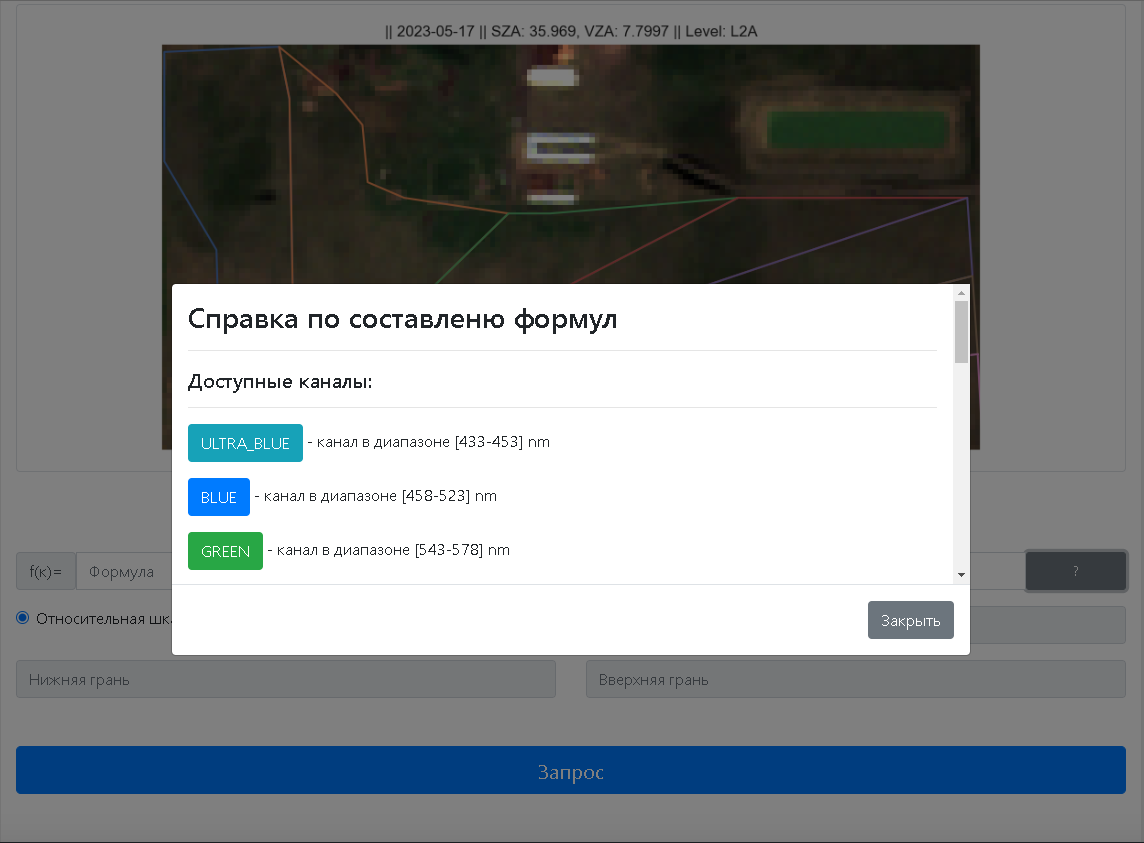 || 2023-05-17 || SZA: 35.969, VZA: 7.7997 || Level: L2A
Справка по составленю формул
Доступные каналы:
ULTRA_BLUE - канал в диапазоне [433-453] nm
BLUE - канал в диапазоне [458-523] nm
GREEN - канал в диапазоне [543-578] nm
f(к)= Формула ?
Относительная шка
Закрыть
Нижняя грань Вверхняя грань
Запрос